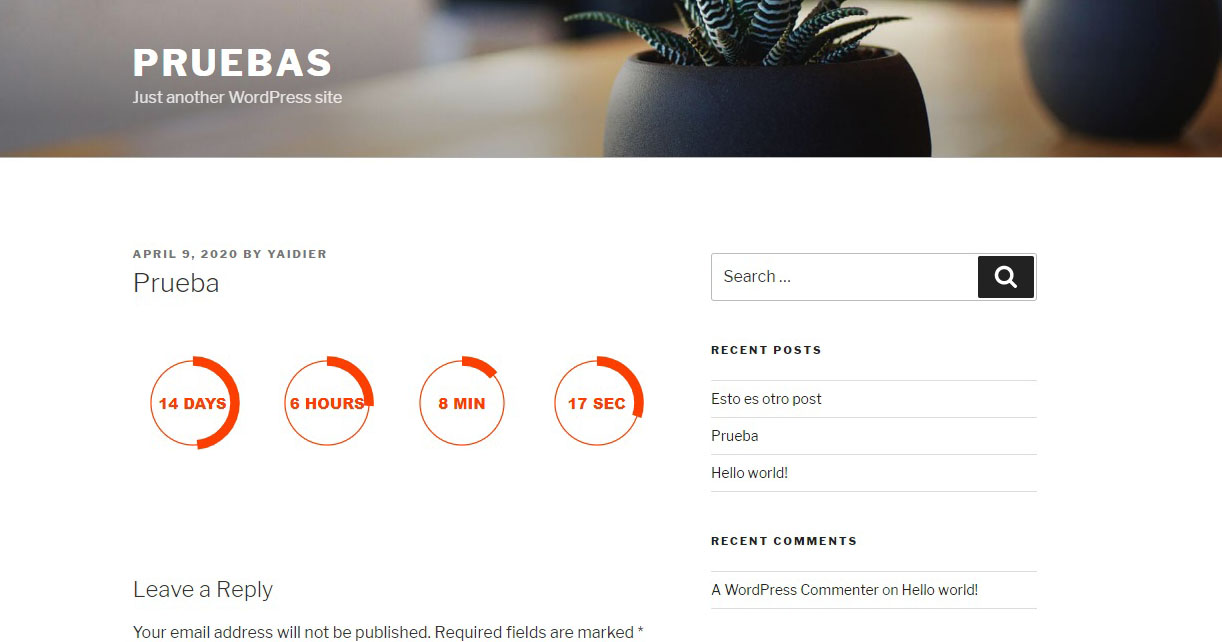 PRUEBAS
Just another WordPress site
APRIL 9, 2020 BY YAIDIER
Prueba
14 DAYS
6 HOURS
8 MIN
17 SEC
Leave a Reply
Your email address will not be published. Required fields are marked *
Search …
RECENT POSTS
Esto es otro post
Prueba
Hello world!
RECENT COMMENTS
A WordPress Commenter on Hello world!